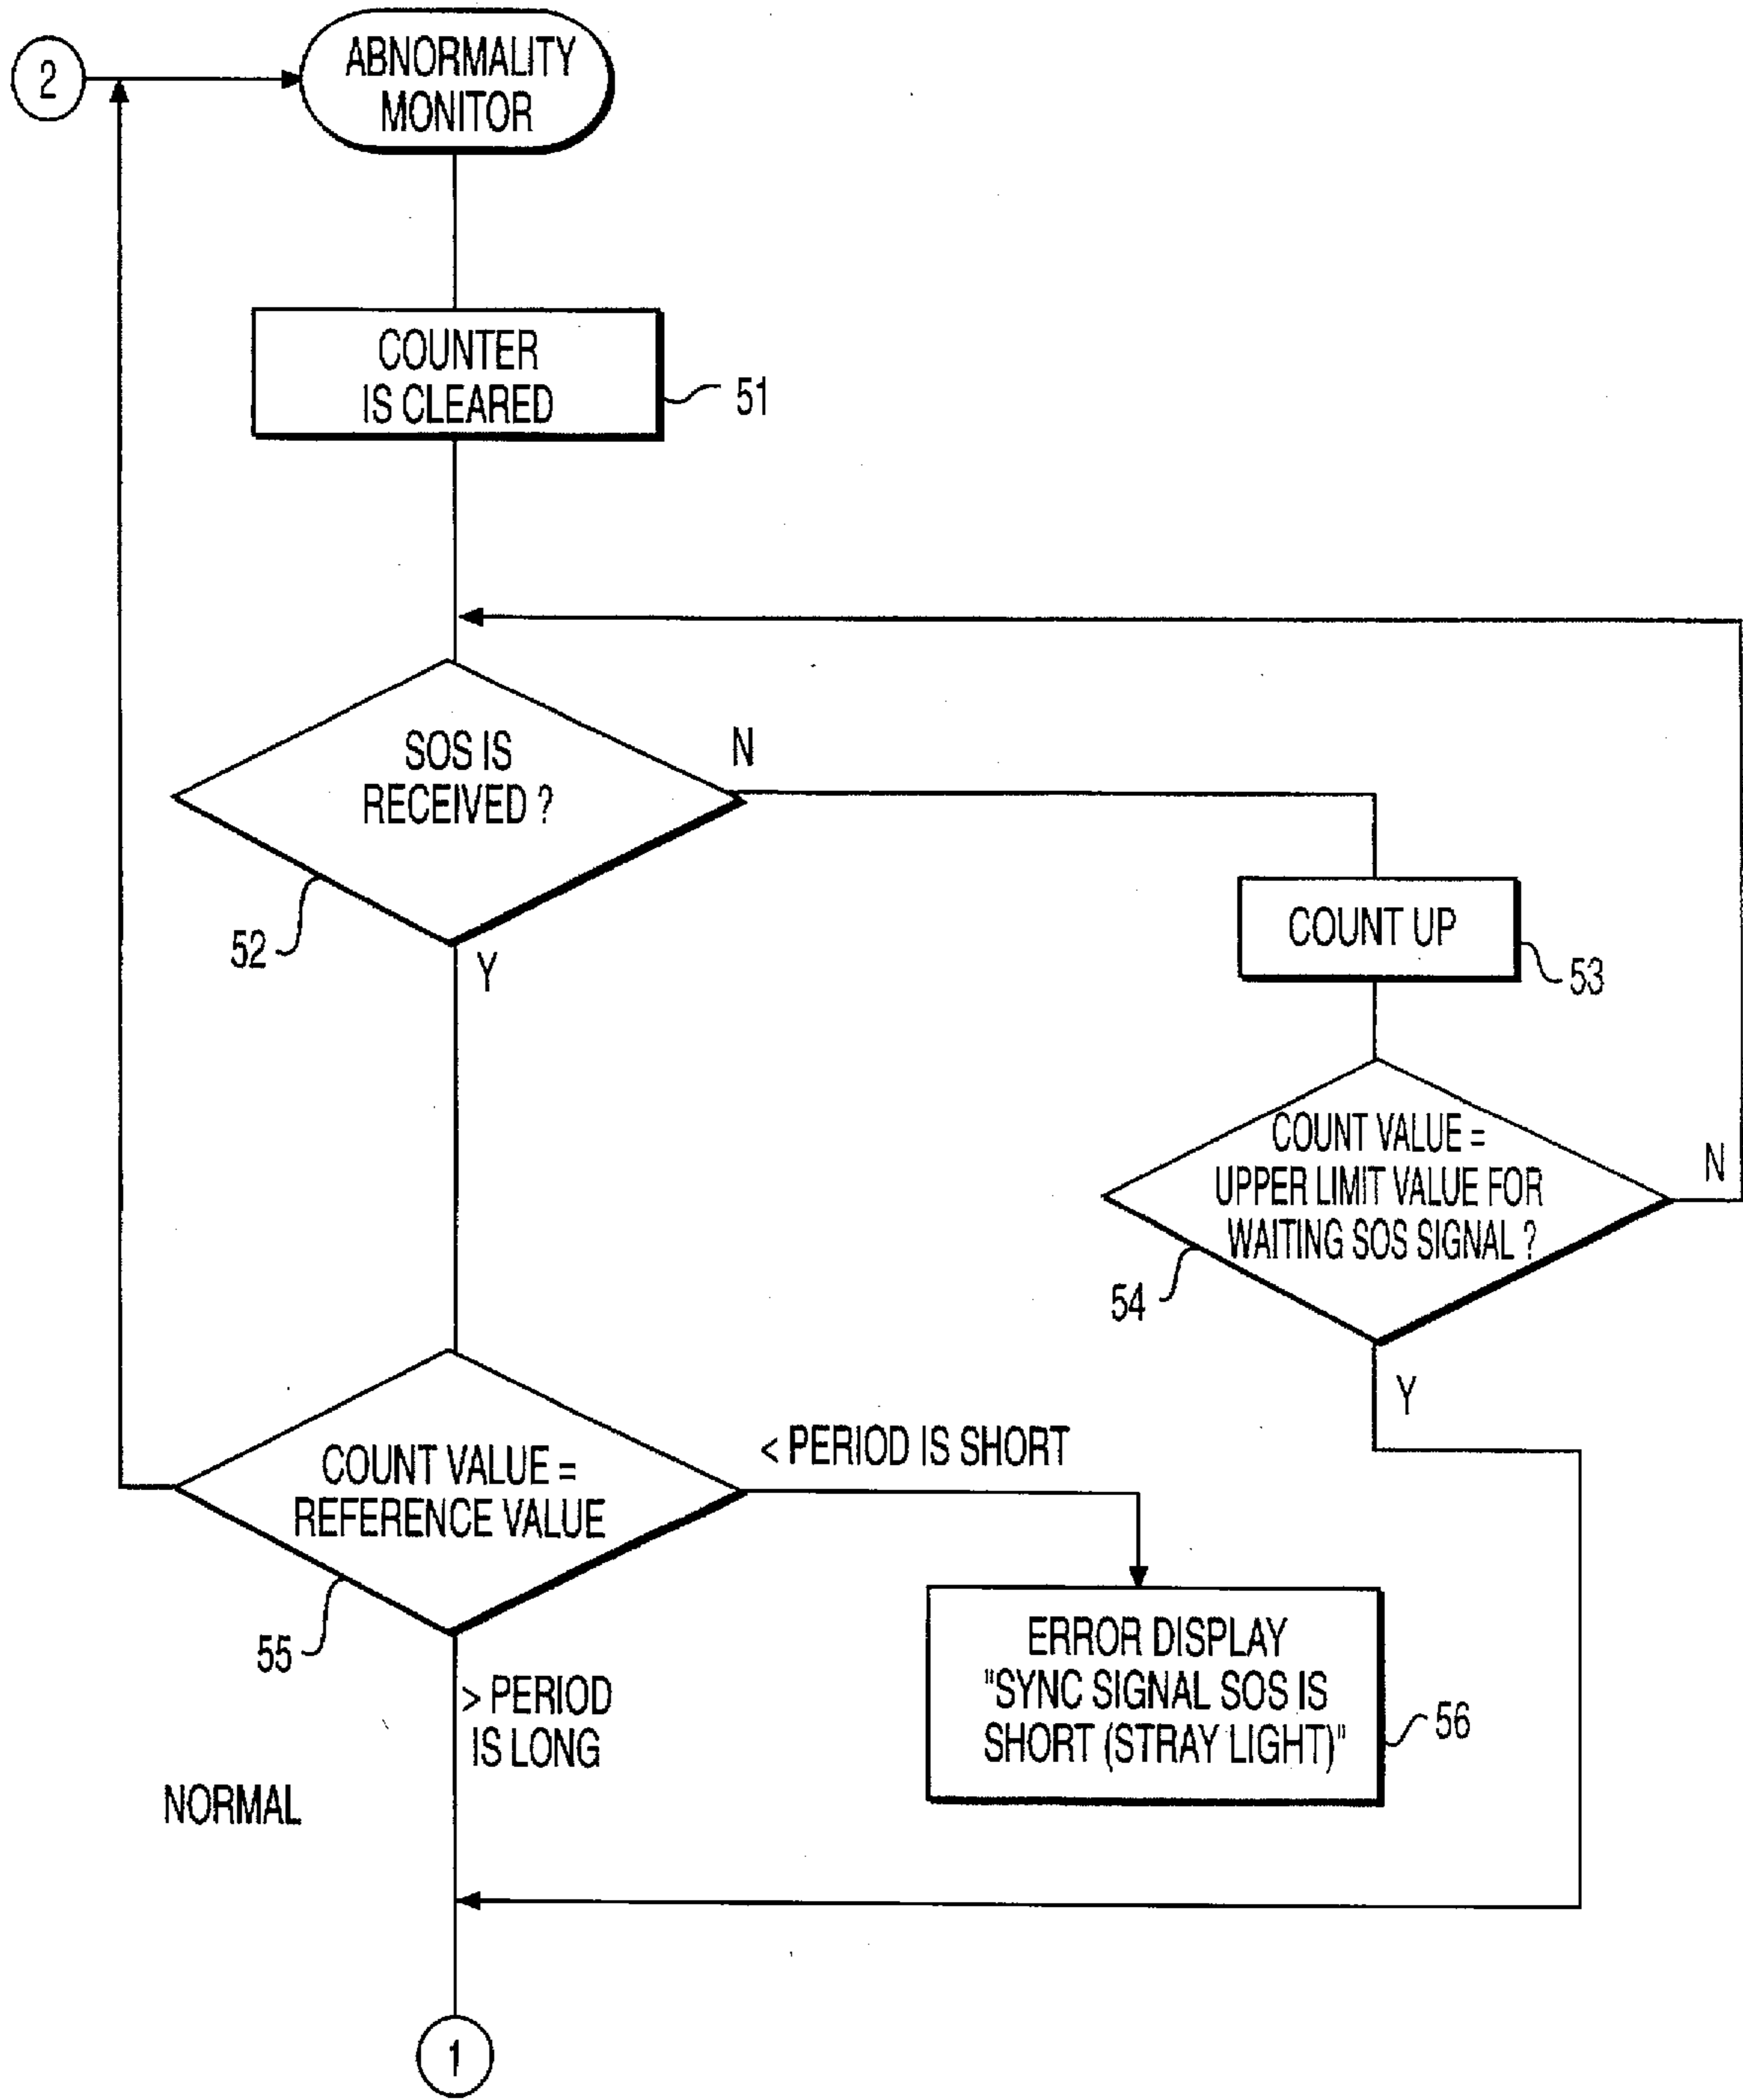 2
ABNORMALITY
MONITOR
COUNTER
IS CLEARED
51
SOS IS
RECEIVED ?
N
52
Y
COUNT UP
53
COUNT VALUE =
UPPER LIMIT VALUE FOR
WAITING SOS SIGNAL ?
N
54
Y
COUNT VALUE =
REFERENCE VALUE
< PERIOD IS SHORT
55
> PERIOD
IS LONG
NORMAL
ERROR DISPLAY
"SYNC SIGNAL SOS IS
SHORT (STRAY LIGHT)"
56
1